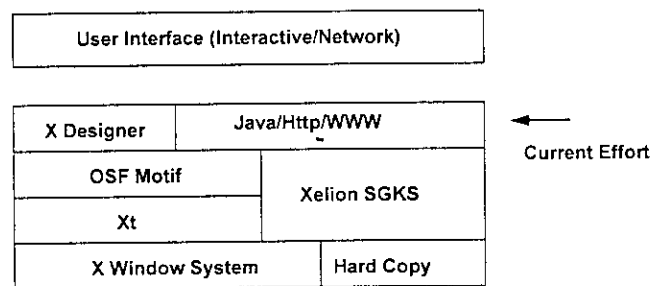 User Interface (Interactive/Network)
X Designer
Java/Http/WWW
Current Effort
OSF Motif
Xelion SGKS
Xt
X Window System
Hard Copy